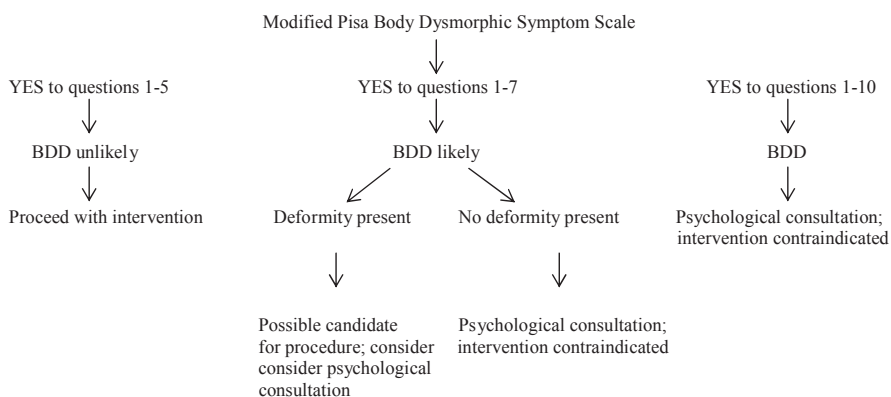 Modified Pisa Body Dysmorphic Symptom Scale
YES to questions 1-5
YES to questions 1-7
YES to questions 1-10
BDD unlikely
BDD likely
BDD
Proceed with intervention
Deformity present
No deformity present
Psychological consultation;
intervention contraindicated
Possible candidate
for procedure; consider
consider psychological
consultation
Psychological consultation;
intervention contraindicated